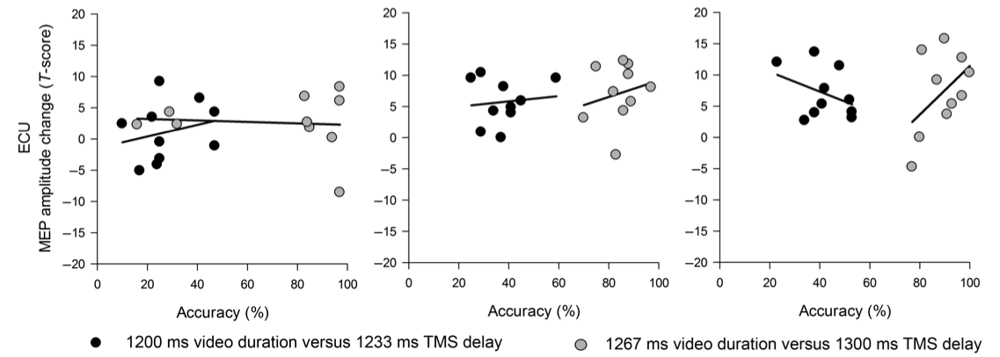 ECU
MEP amplitude change (T-score)
20
15
10
5
0
–5
–10
–15
–20
0 20 40 60 80 100
Accuracy (%)
20
15
10
5
0
–5
–10
–15
–20
0 20 40 60 80 100
Accuracy (%)
20
15
10
5
0
–5
–10
–15
–20
0 20 40 60 80 100
Accuracy (%)
1200 ms video duration versus 1233 ms TMS delay
1267 ms video duration versus 1300 ms TMS delay